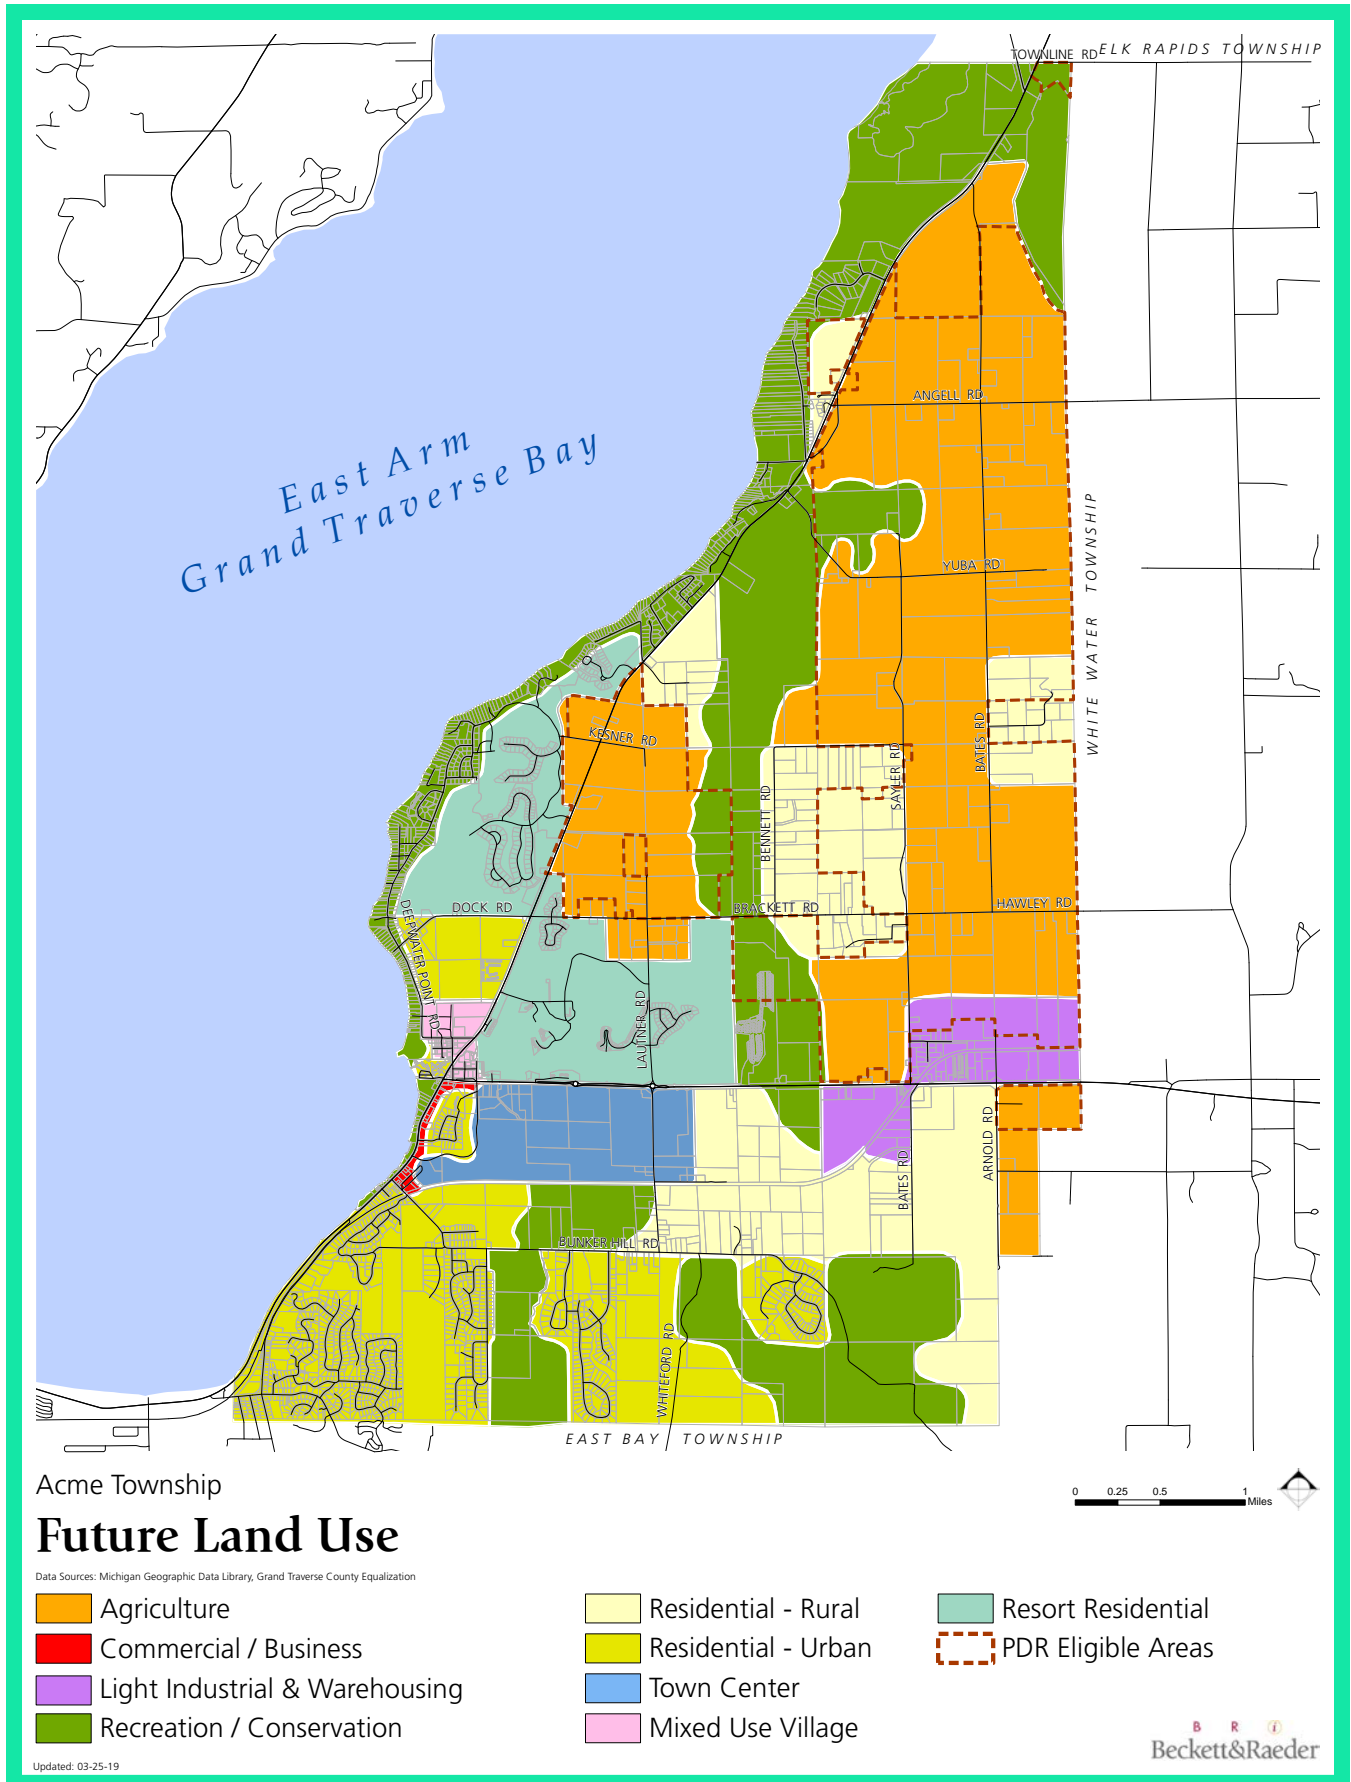 TOWNLINE RD
ELK RAPIDS TOWNSHIP
ANGELL RD
East Arm
Grand Traverse Bay
WHITE WATER TOWNSHIP
YUBA RD
KESNER RD
BATES RD
SAYLER RD
BENNETT RD
DOCK RD
BRACKETT RD
HAWLEY RD
DEEPWATER POINT RD
LAUTNER RD
ARNOLD RD
BATES RD
BUNKER HILL RD
WHITEFORD RD
EAST BAY TOWNSHIP
Acme Township
0 0.25 0.5 1
Miles
Future Land Use
Data Sources: Michigan Geographic Data Library, Grand Traverse County Equalization
Agriculture
Commercial / Business
Light Industrial & Warehousing
Recreation / Conservation
Residential - Rural
Residential - Urban
Town Center
Mixed Use Village
Resort Residential
PDR Eligible Areas
B R i
Beckett&Raeder
Updated: 03-25-19